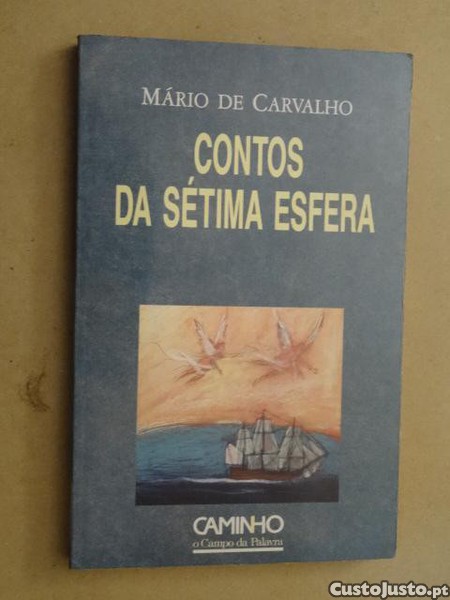 MÁRIO DE CARVALHO
CONTOS
DA SÉTIMA ESFERA
CAMINHO
o Campo da Palavra
CustoJusto.pt